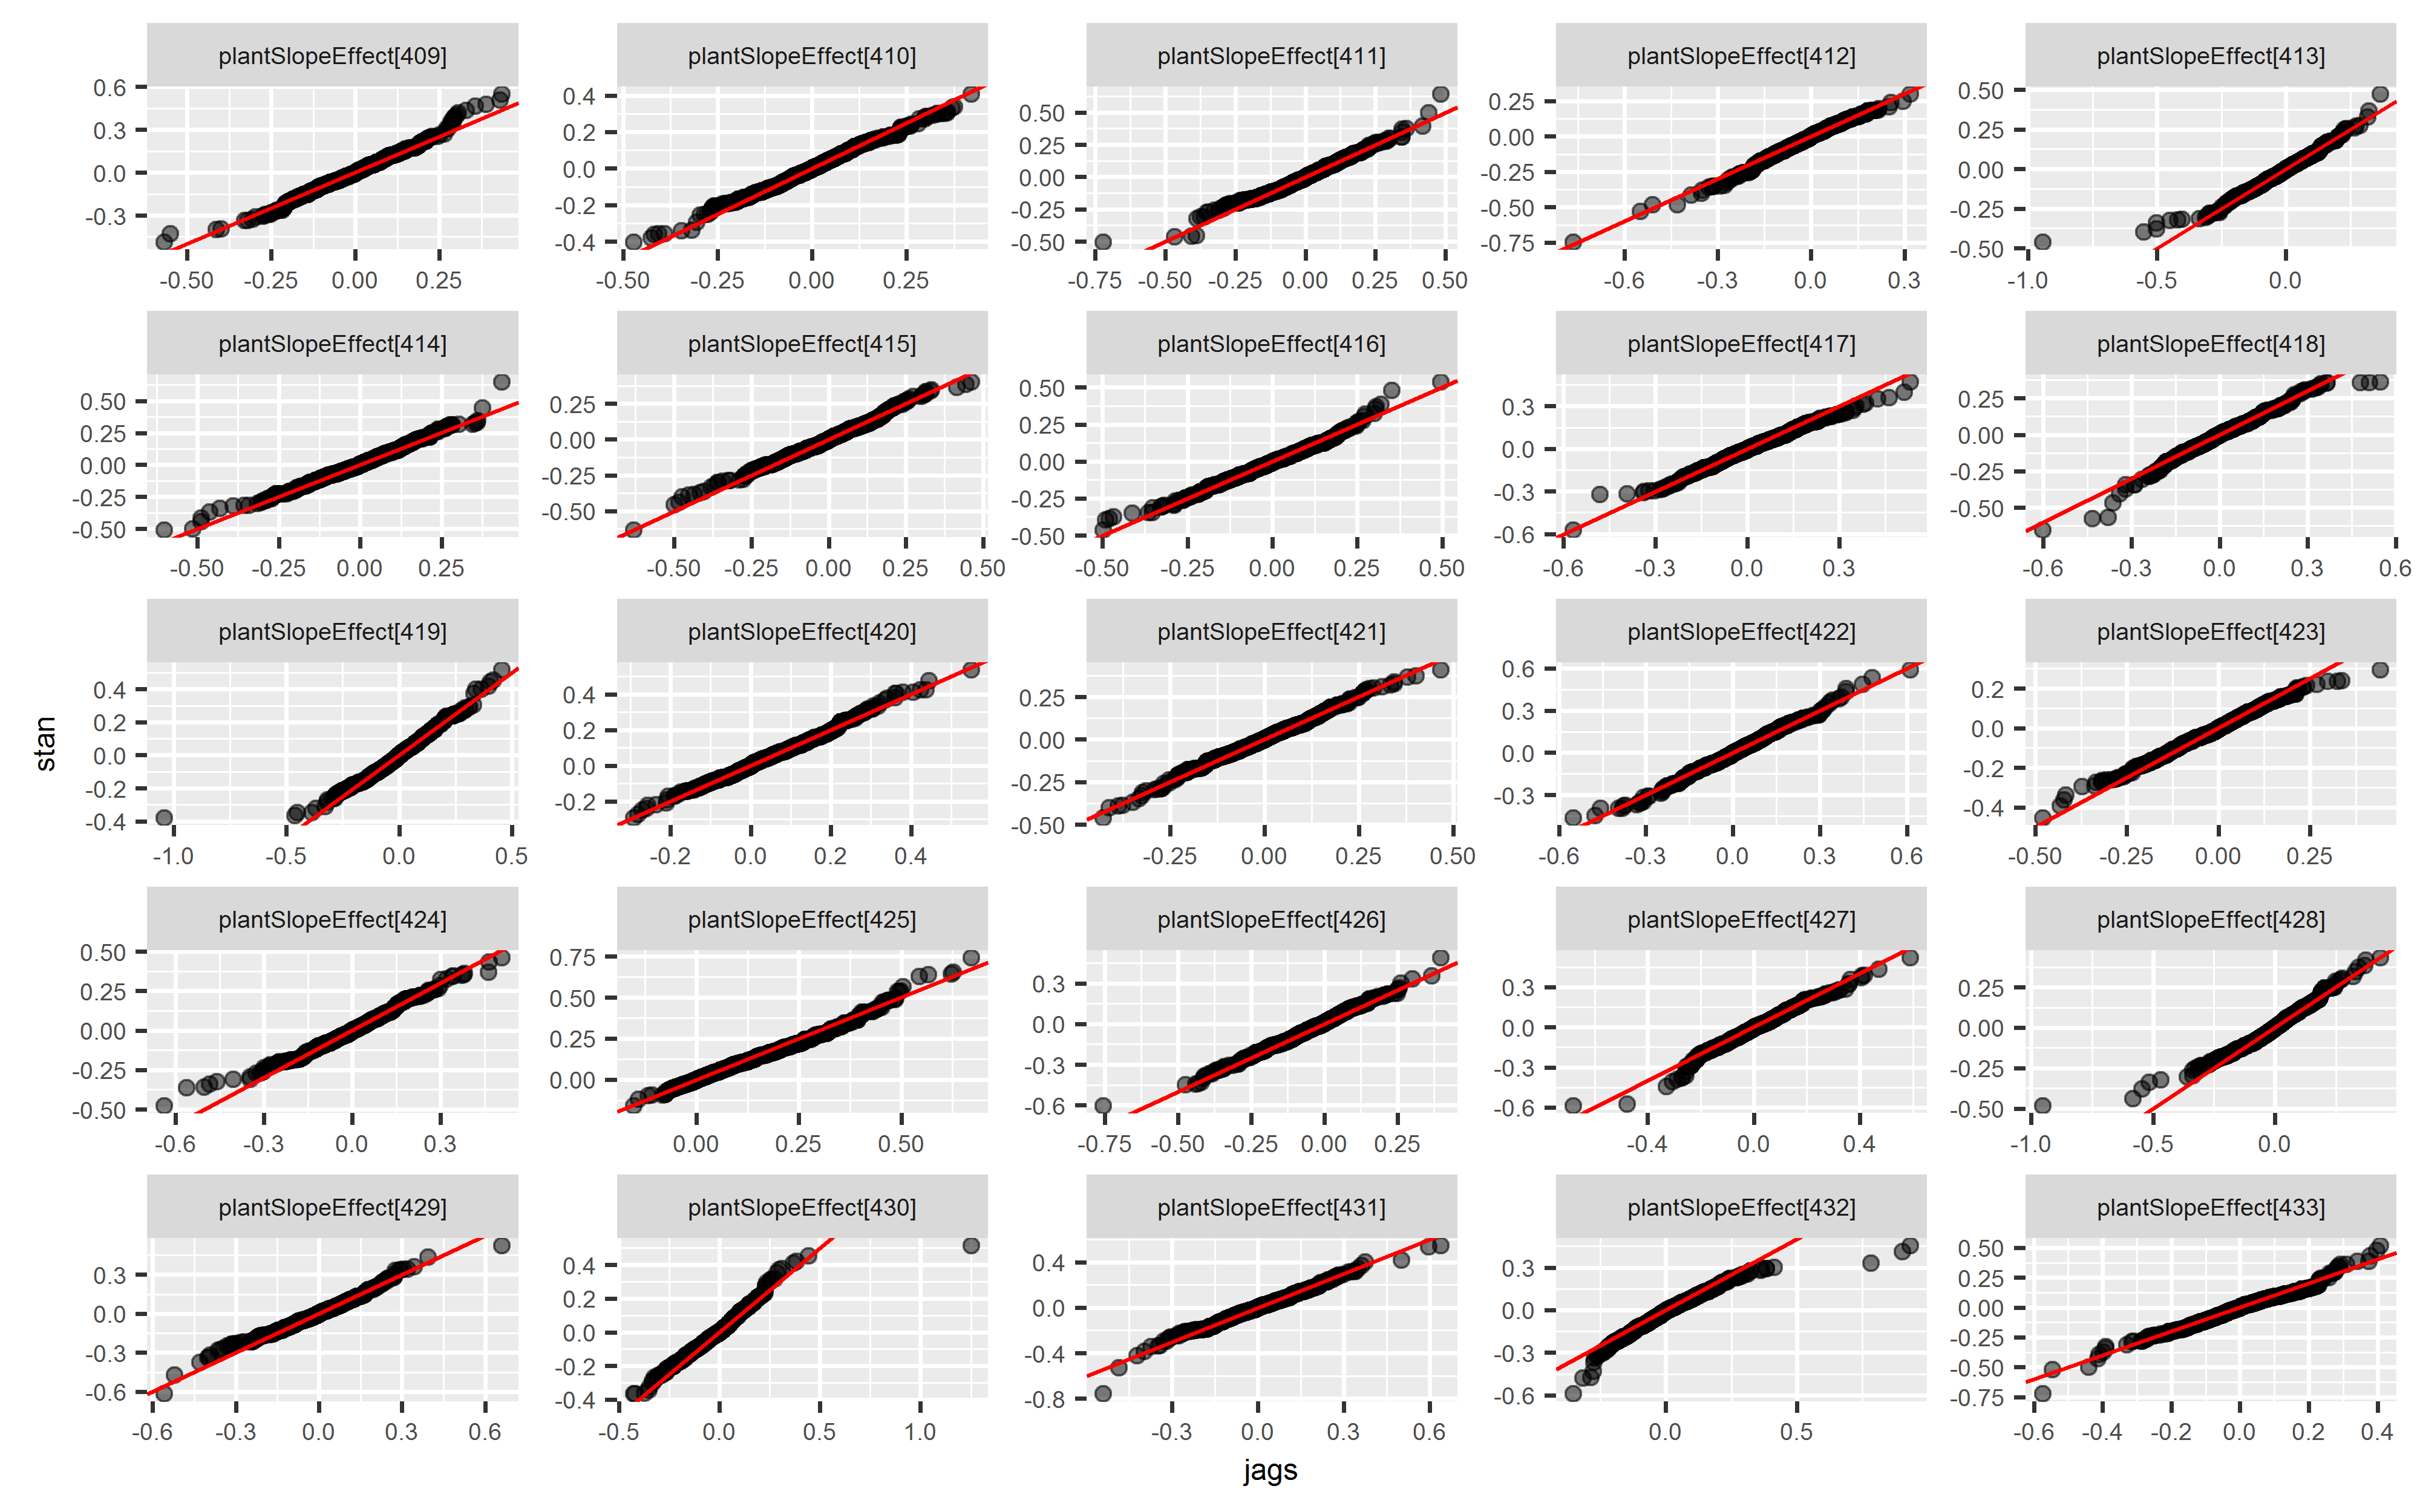 plantSlopeEffect[409] plantSlopeEffect[410] plantSlopeEffect[411] plantSlopeEffect[412] plantSlopeEffect[413]
0.6 0.3 0.0 -0.3
0.4 0.2 0.0 -0.2 -0.4
0.50 0.25 0.00 -0.25 -0.50
0.25 0.00 -0.25 -0.50 -0.75
0.50 0.25 0.00 -0.25 -0.50
-0.50 -0.25 0.00 0.25
-0.50 -0.25 0.00 0.25
-0.75 -0.50 -0.25 0.00 0.25 0.50
-0.6 -0.3 0.0 0.3
-1.0 -0.5 0.0
plantSlopeEffect[414] plantSlopeEffect[415] plantSlopeEffect[416] plantSlopeEffect[417] plantSlopeEffect[418]
0.50 0.25 0.00 -0.25 -0.50
0.25 0.00 -0.25 -0.50
0.50 0.25 0.00 -0.25 -0.50
0.3 0.0 -0.3 -0.6
0.25 0.00 -0.25 -0.50
-0.50 -0.25 0.00 0.25
-0.50 -0.25 0.00 0.25 0.50
-0.50 -0.25 0.00 0.25 0.50
-0.6 -0.3 0.0 0.3
-0.6 -0.3 0.0 0.3 0.6
plantSlopeEffect[419] plantSlopeEffect[420] plantSlopeEffect[421] plantSlopeEffect[422] plantSlopeEffect[423]
stan
0.4 0.2 0.0 -0.2 -0.4
0.4 0.2 0.0 -0.2
0.25 0.00 -0.25 -0.50
0.6 0.3 0.0 -0.3
0.2 0.0 -0.2 -0.4
-1.0 -0.5 0.0 0.5
-0.2 0.0 0.2 0.4
-0.25 0.00 0.25 0.50
-0.6 -0.3 0.0 0.3 0.6
-0.50 -0.25 0.00 0.25
plantSlopeEffect[424] plantSlopeEffect[425] plantSlopeEffect[426] plantSlopeEffect[427] plantSlopeEffect[428]
0.50 0.25 0.00 -0.25 -0.50
0.75 0.50 0.25 0.00
0.3 0.0 -0.3 -0.6
0.3 0.0 -0.3 -0.6
0.25 0.00 -0.25 -0.50
-0.6 -0.3 0.0 0.3
0.00 0.25 0.50
-0.75 -0.50 -0.25 0.00 0.25
-0.4 0.0 0.4
-1.0 -0.5 0.0
plantSlopeEffect[429] plantSlopeEffect[430] plantSlopeEffect[431] plantSlopeEffect[432] plantSlopeEffect[433]
0.3 0.0 -0.3 -0.6
0.4 0.2 0.0 -0.2 -0.4
0.4 0.0 -0.4 -0.8
0.3 0.0 -0.3 -0.6
0.50 0.25 0.00 -0.25 -0.50 -0.75
-0.6 -0.3 0.0 0.3 0.6
-0.5 0.0 0.5 1.0
-0.3 0.0 0.3 0.6
0.0 0.5
-0.6 -0.4 -0.2 0.0 0.2 0.4
jags